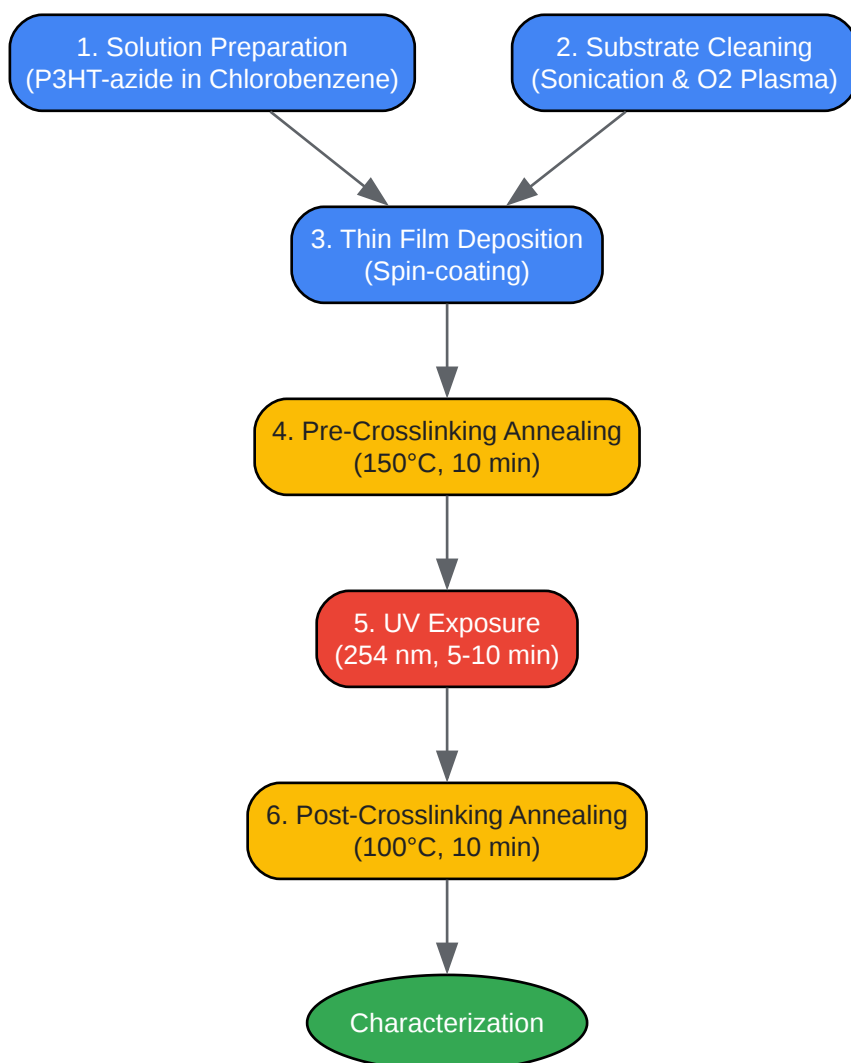 1. Solution Preparation
(P3HT-azide in Chlorobenzene)
2. Substrate Cleaning
(Sonication & O2 Plasma)
3. Thin Film Deposition
(Spin-coating)
4. Pre-Crosslinking Annealing
(150°C, 10 min)
5. UV Exposure
(254 nm, 5-10 min)
6. Post-Crosslinking Annealing
(100°C, 10 min)
Characterization